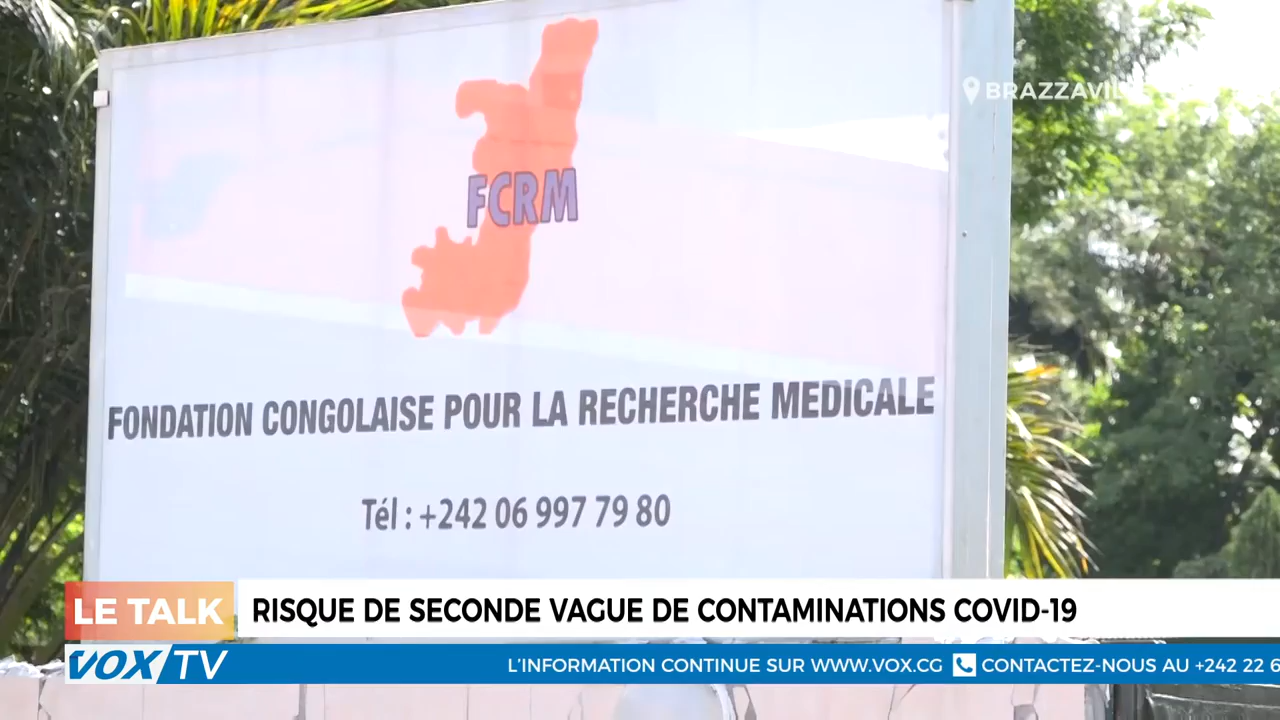 BRAZZAVILLE
FCRM
FONDATION CONGOLAISE POUR LA RECHERCHE MEDICALE
Tél : +242 06 997 79 80
LE TALK
RISQUE DE SECONDE VAGUE DE CONTAMINATIONS COVID-19
VOX TV
L'INFORMATION CONTINUE SUR WWW.VOX.CG CONTACTEZ-NOUS AU +242 22 6